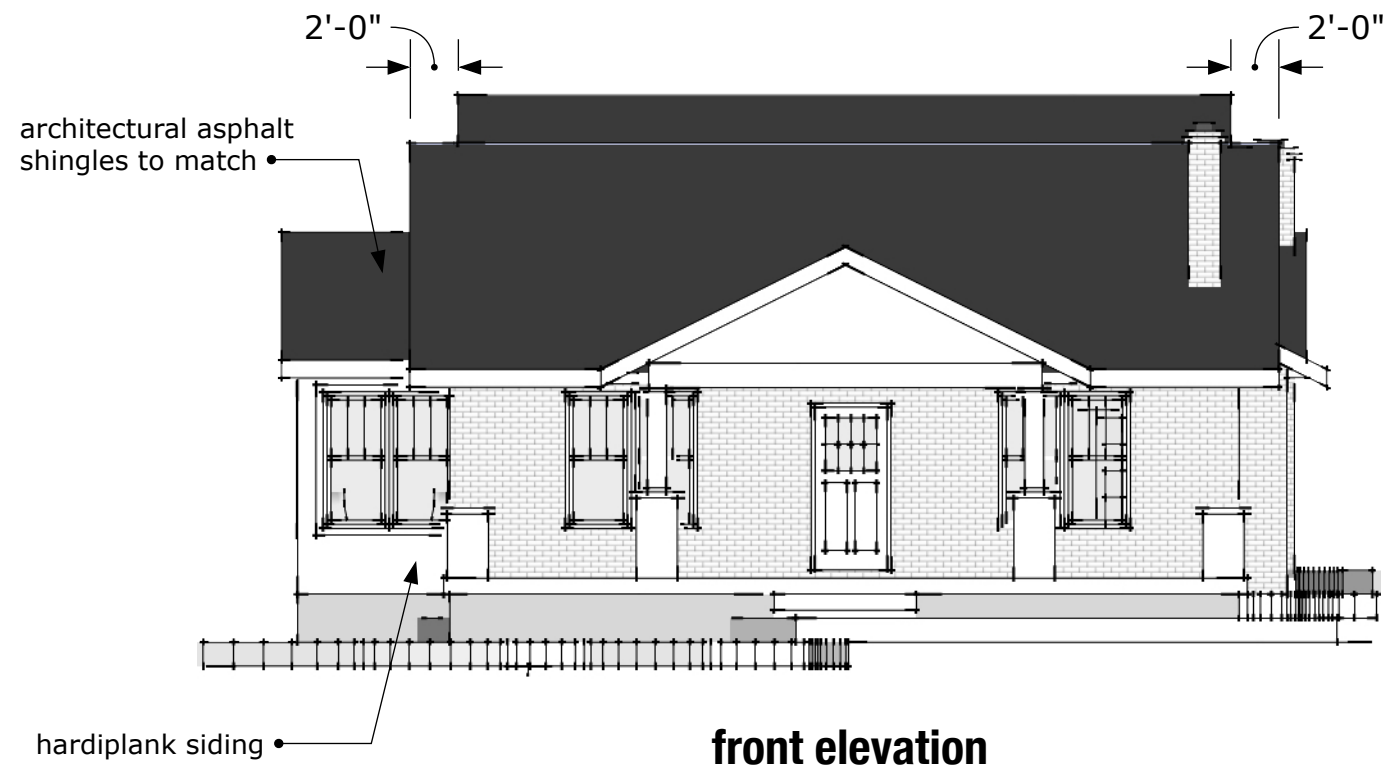 2'-0"
2'-0"
architectural asphalt
shingles to match
hardiplank siding
front elevation